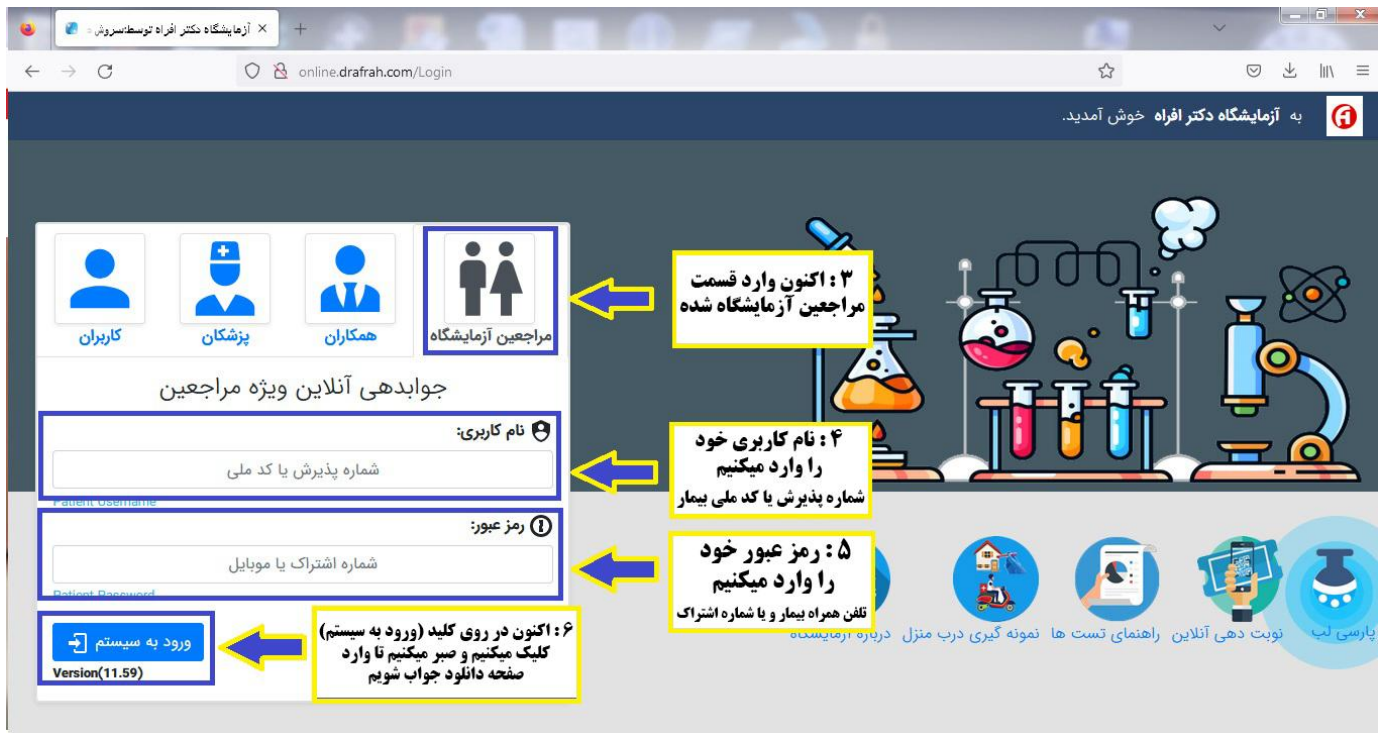 آزمایشگاه دکتر افراه توسط:سروش
online.drafrah.com/Login
به آزمایشگاه دکتر افراه خوش آمدید.
مراجعین آزمایشگاه
همکاران
پزشکان
کاربران
جوابدهی آنلاین ویژه مراجعین
نام کاربری:
شماره پذیرش یا کد ملی
Patient Username
رمز عبور:
شماره اشتراک یا موبایل
Patient Password
ورود به سیستم
Version(11.59)
۳ : اکنون وارد قسمت
مراجعین آزمایشگاه شده
۴ : نام کاربری خود
را وارد میکنیم
شماره پذیرش یا کد ملی بیمار
۵ : رمز عبور خود
را وارد میکنیم
تلفن همراه بیمار و یا شماره اشتراک
۶ : اکنون در روی کلید (ورود به سیستم)
کلیک میکنیم و صبر میکنیم تا وارد
صفحه دانلود جواب شویم
پارسی لب
نوبت دهی آنلاین
راهنمای تست ها
نمونه گیری درب منزل
درباره آزمایشگاه